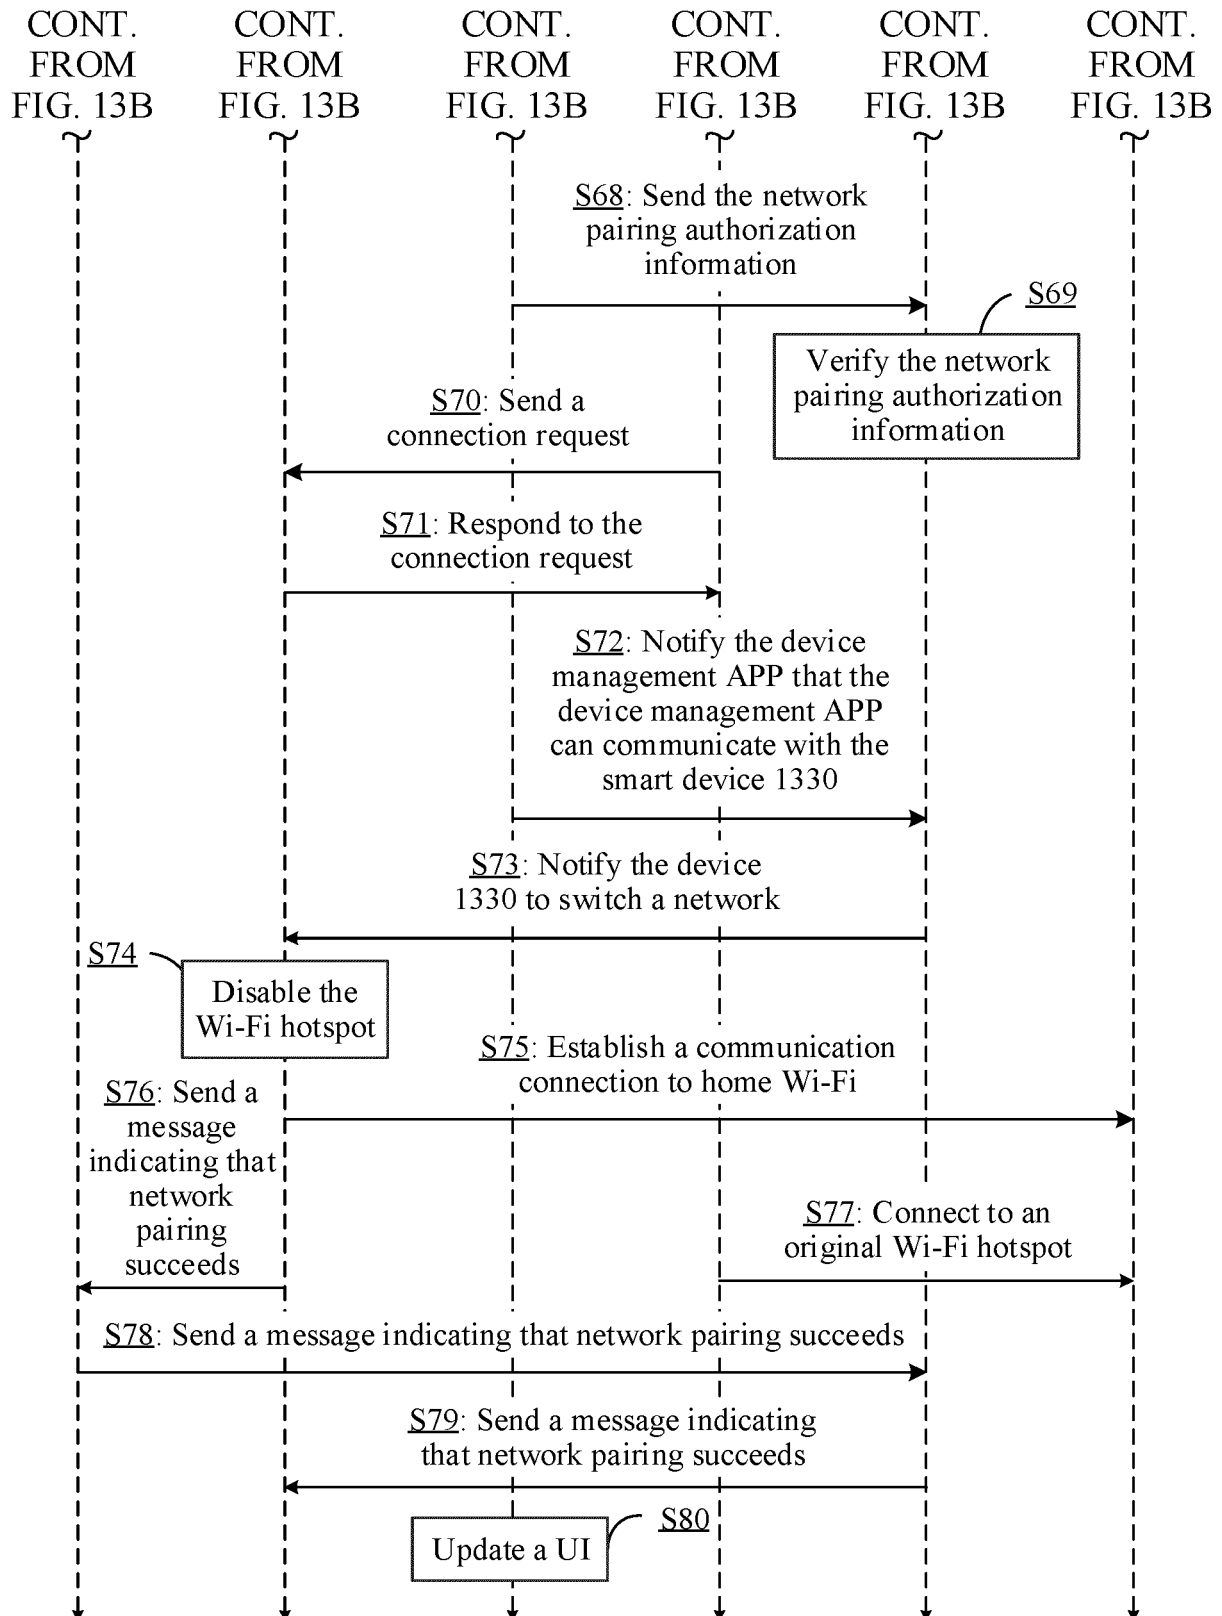 CONT. FROM FIG. 13B
CONT. FROM FIG. 13B
CONT. FROM FIG. 13B
CONT. FROM FIG. 13B
CONT. FROM FIG. 13B
CONT. FROM FIG. 13B
S68: Send the network
pairing authorization
information
S69
Verify the network
pairing authorization
information
S70: Send a
connection request
S71: Respond to the
connection request
S72: Notify the device
management APP that the
device management APP
can communicate with the
smart device 1330
S73: Notify the device
1330 to switch a network
S74
Disable the
Wi-Fi hotspot
S75: Establish a communication
connection to home Wi-Fi
S76: Send a
message
indicating that
network
pairing
succeeds
S77: Connect to an
original Wi-Fi hotspot
S78: Send a message indicating that network pairing succeeds
S79: Send a message indicating
that network pairing succeeds
S80
Update a UI